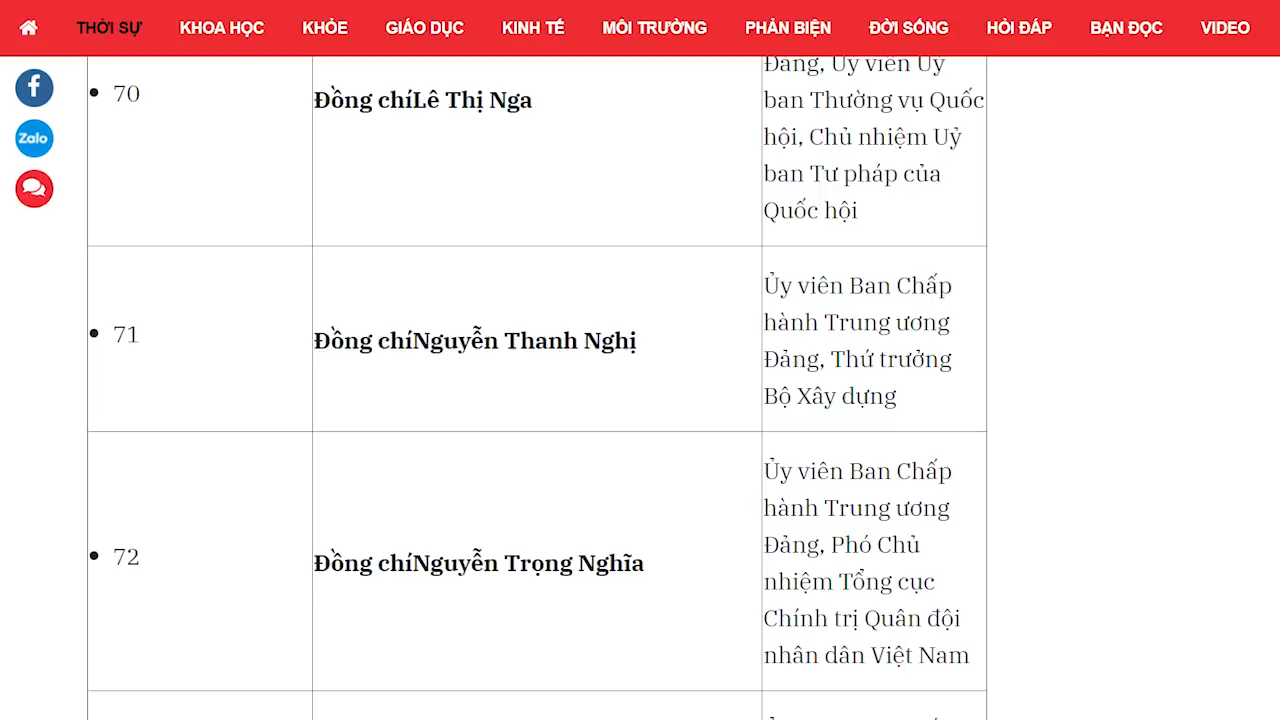 THỜI SỰ KHOA HỌC KHỎE GIÁO DỤC KINH TẾ MÔI TRƯỜNG PHẢN BIỆN ĐỜI SỐNG HỎI ĐÁP BẠN ĐỌC VIDEO
Zalo
70
Đồng chíLê Thị Nga
Đảng, Ủy viên Ủy
ban Thường vụ Quốc
hội, Chủ nhiệm Uỷ
ban Tư pháp của
Quốc hội
71
Đồng chíNguyễn Thanh Nghị
Ủy viên Ban Chấp
hành Trung ương
Đảng, Thứ trưởng
Bộ Xây dựng
72
Đồng chíNguyễn Trọng Nghĩa
Ủy viên Ban Chấp
hành Trung ương
Đảng, Phó Chủ
nhiệm Tổng cục
Chính trị Quân đội
nhân dân Việt Nam